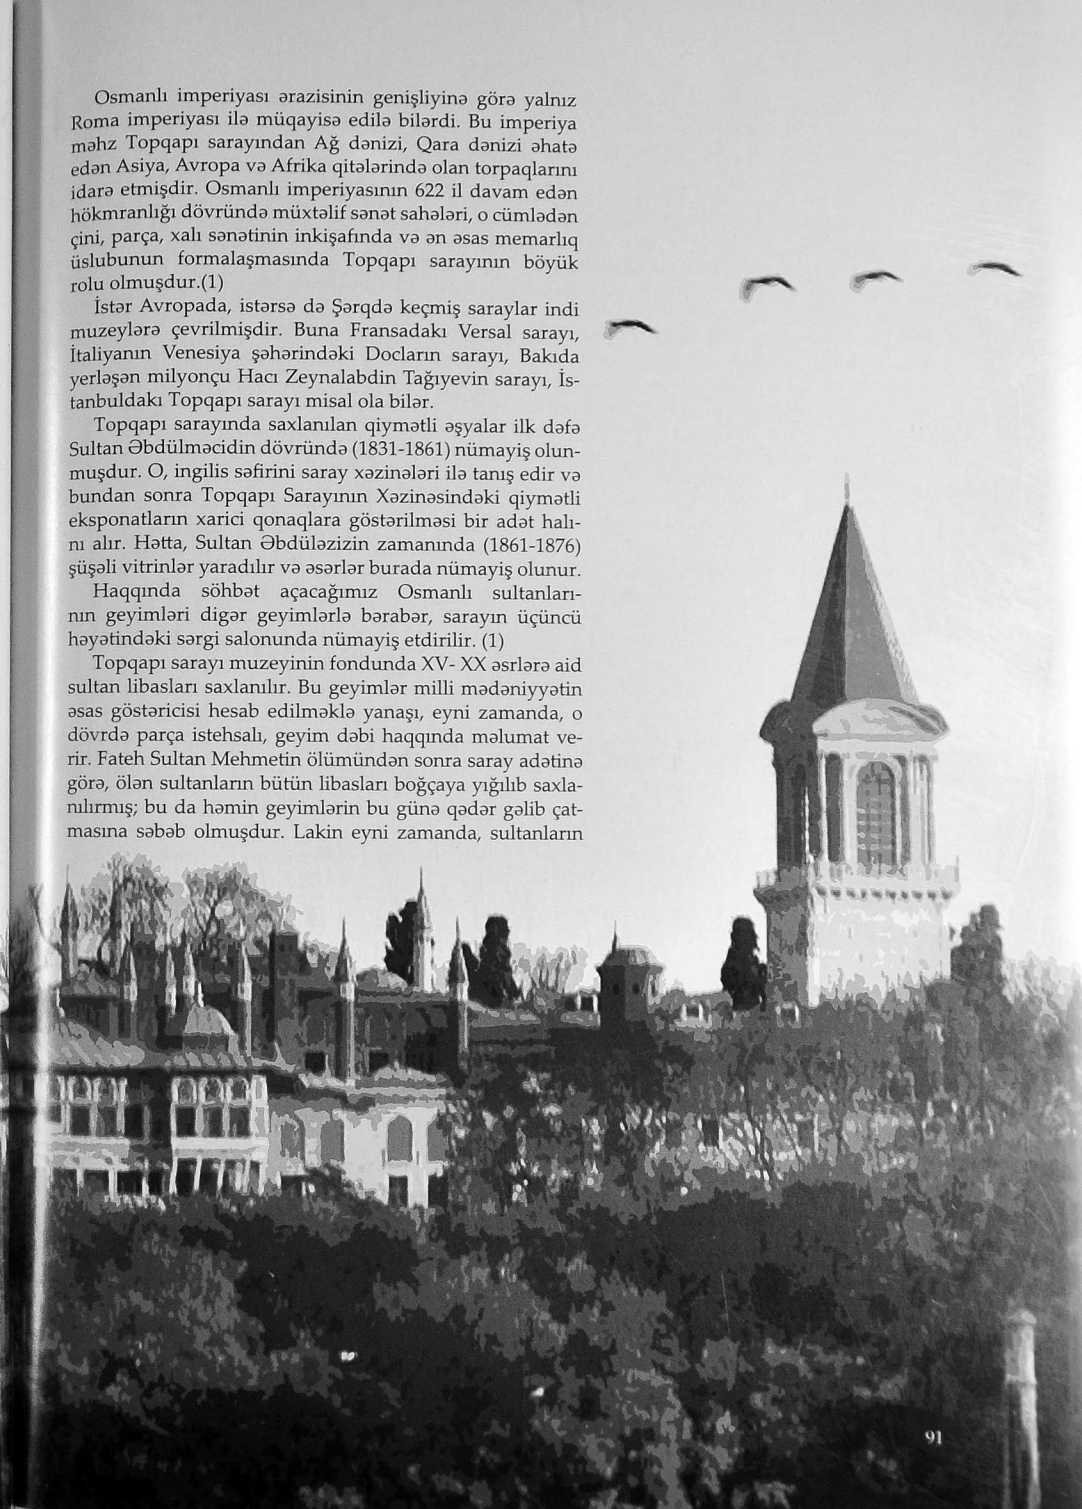 Osmanlı imperiyası ərazisinin genişliyinə görə yalnız
Roma imperiyası ilə müqayisə edilə bilərdi. Bu imperiya
məhz Topqapı sarayından Ağ dənizi, Qara dənizi əhatə
edən Asiya, Avropa və Afrika qitələrində olan torpaqlarını
idarə etmişdir. Osmanlı imperiyasının 622 il davam edən
hökmranlığı dövründə müxtəlif sənət sahələri, o cümlədən
çini, parça, xalı sənətinin inkişafında və ən əsas memarlıq
üslubunun formalaşmasında Topqapı sarayının böyük
rolu olmuşdur.(1)
İstər Avropada, istərsə də Şərqdə keçmiş saraylar indi
muzeylərə çevrilmişdir. Buna Fransadakı Versal sarayı,
İtaliyanın Venesiya şəhərindəki Docların sarayı, Bakıda
yerləşən milyonçu Hacı Zeynalabdin Tağıyevin sarayı, İs-
tanbuldakı Topqapı sarayı misal ola bilər.
Topqapı sarayında saxlanılan qiymətli əşyalar ilk dəfə
Sultan Əbdülməcidin dövründə (1831-1861) nümayiş olun-
muşdur. O, ingilis səfirini saray xəzinələri ilə tanış edir və
bundan sonra Topqapı Sarayının Xəzinəsindəki qiymətli
eksponatların xarici qonaqlara göstərilməsi bir adət halı-
nı alır. Hətta, Sultan Əbdüləzizin zamanında (1861-1876)
şüşəli vitrinlər yaradılır və əsərlər burada nümayiş olunur.
Haqqında söhbət açacağımız Osmanlı sultanları-
nın geyimləri digər geyimlərlə bərabər, sarayın üçüncü
həyətindəki sərgi salonunda nümayiş etdirilir. (1)
Topqapı sarayı muzeyinin fondunda XV- XX əsrlərə aid
sultan libasları saxlanılır. Bu geyimlər milli mədəniyyətin
əsas göstəricisi hesab edilməklə yanaşı, eyni zamanda, o
dövrdə parça istehsalı, geyim dəbi haqqında məlumat ve-
rir. Fateh Sultan Mehmetin ölümündən sonra saray adətinə
görə, ölən sultanların bütün libasları boğçaya yığılıb saxla-
nılırmış; bu da həmin geyimlərin bu günə qədər gəlib çat-
masına səbəb olmuşdur. Lakin eyni zamanda, sultanların
91